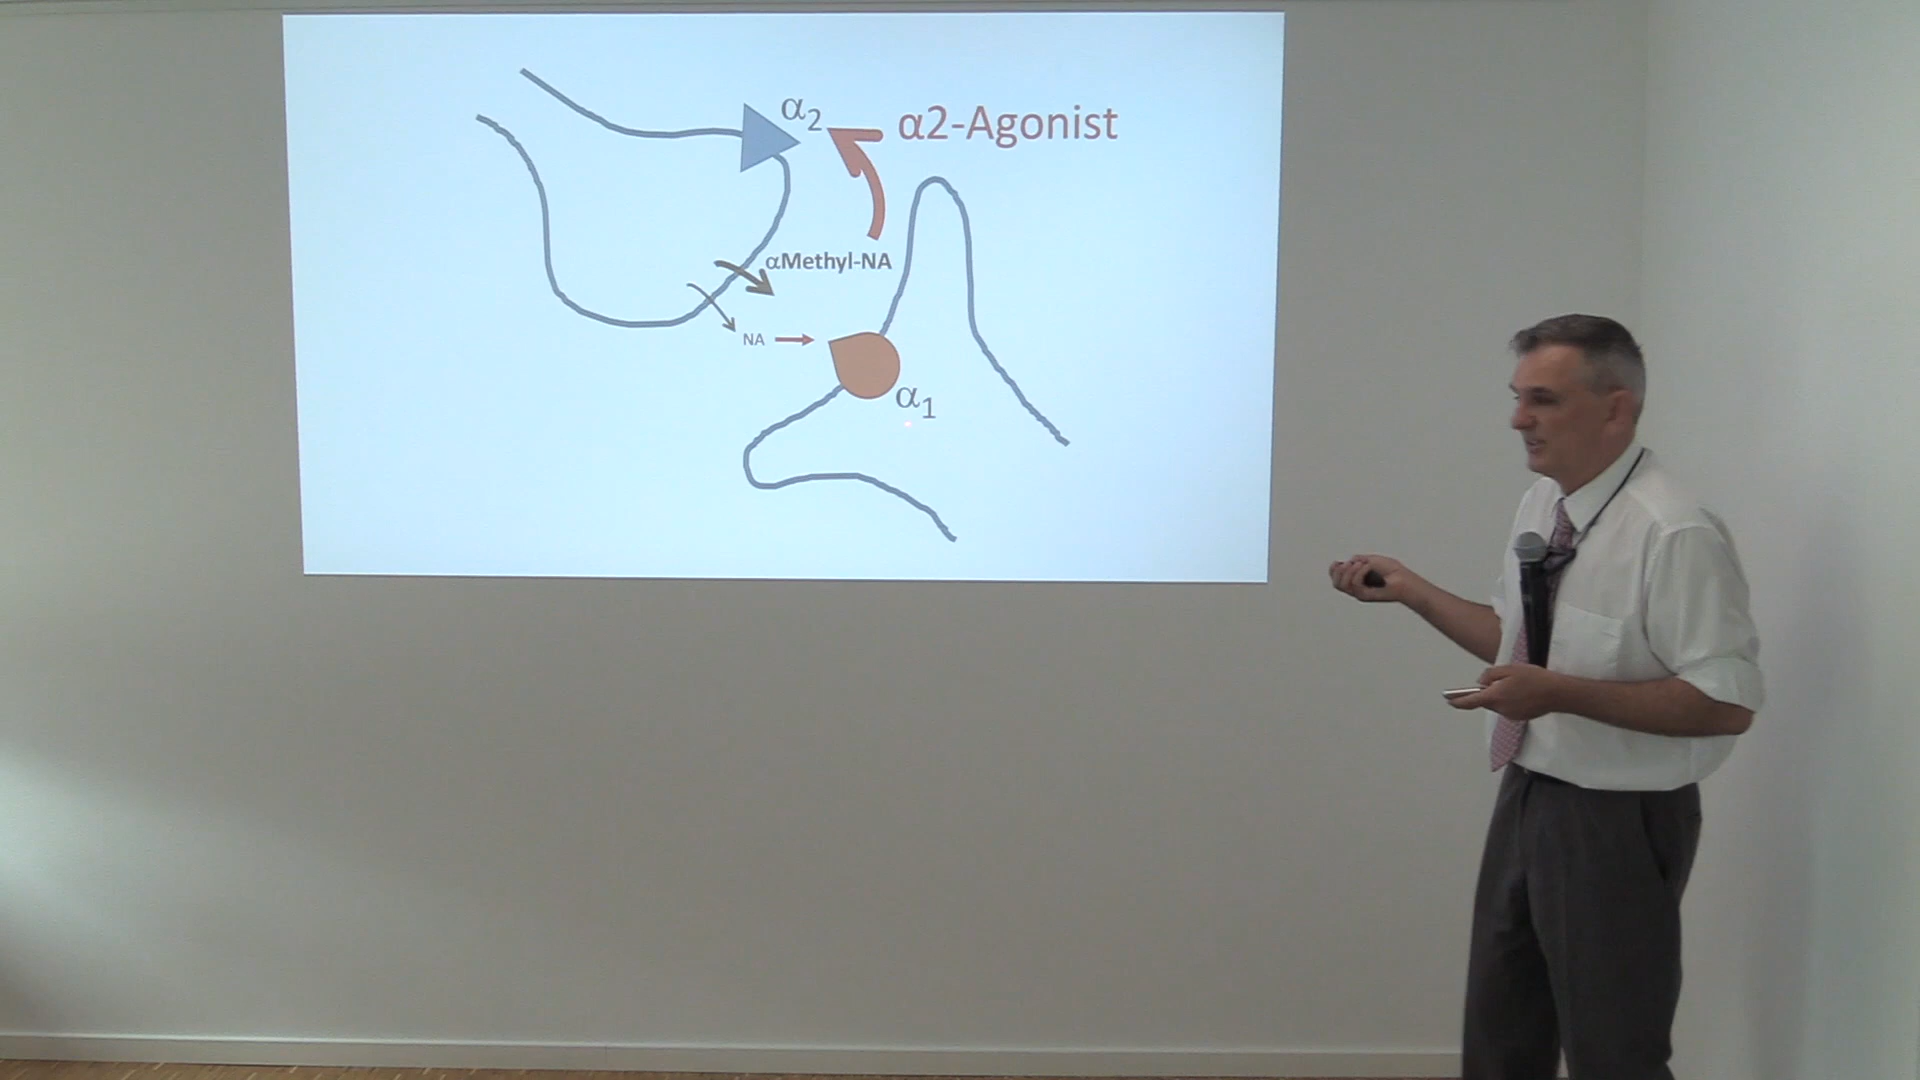 α₂
α2-Agonist
αMethyl-NA
NA
α₁